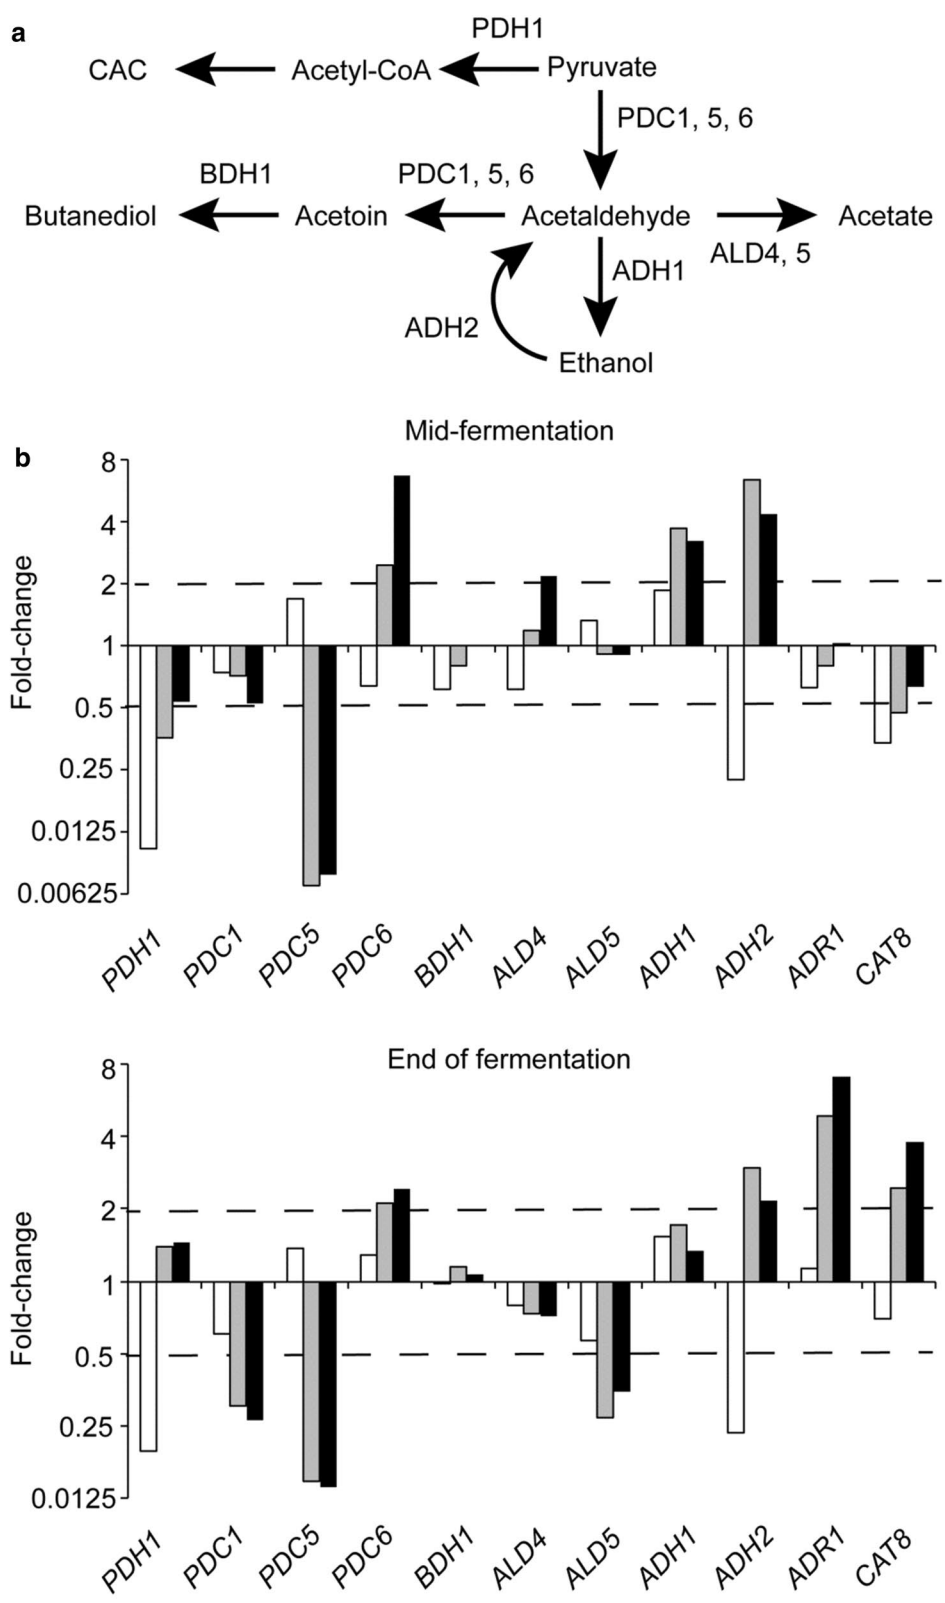 a
PDH1
CAC Acetyl-CoA Pyruvate
PDC1, 5, 6
BDH1 PDC1, 5, 6
Butanediol Acetoin Acetaldehyde Acetate
ALD4, 5
ADH1
ADH2
Ethanol
Mid-fermentation
b
8
4
2
1
0.5
0.25
0.0125
0.00625
Fold-change
PDH1 PDC1 PDC5 PDC6 BDH1 ALD4 ALD5 ADH1 ADH2 ADR1 CAT8
End of fermentation
8
4
2
1
0.5
0.25
0.0125
Fold-change
PDH1 PDC1 PDC5 PDC6 BDH1 ALD4 ALD5 ADH1 ADH2 ADR1 CAT8